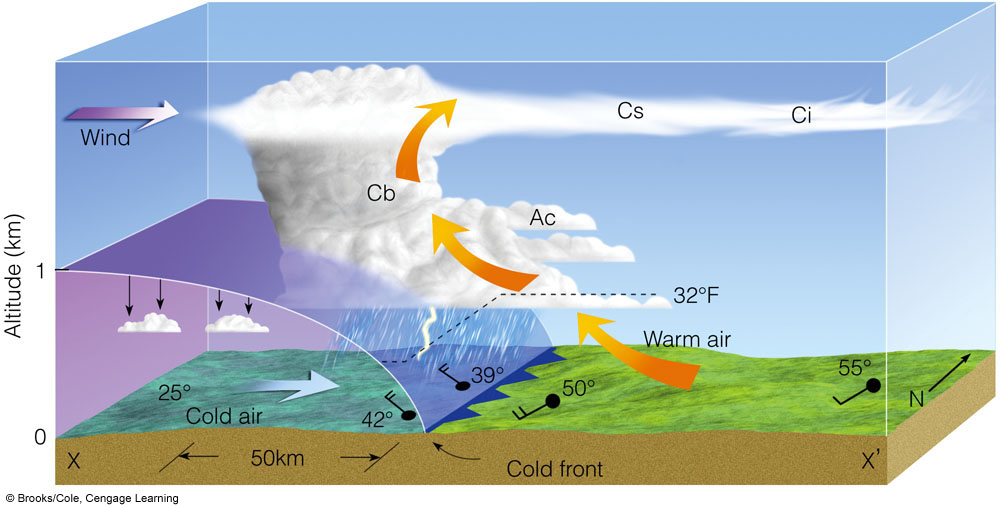 Wind
Cs
Ci
Cb
Ac
Altitude (km)
1
32°F
Warm air
25°
Cold air
39°
42°
50°
55°
N
0
X
50km
Cold front
X'
© Brooks/Cole, Cengage Learning